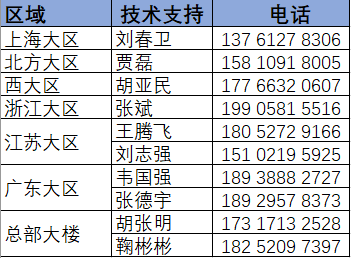 区域 技术支持 电话
上海大区 刘春卫 137 6127 8306
北方大区 贾磊 158 1091 8005
西大区 胡亚民 177 6632 0607
浙江大区 张斌 199 0581 5516
江苏大区 王腾飞 180 5272 9166
刘志强 151 0219 5925
广东大区 韦国强 189 3888 2727
张德宇 189 2957 8373
总部大楼 胡张明 173 1713 2528
鞠彬彬 182 5209 7397